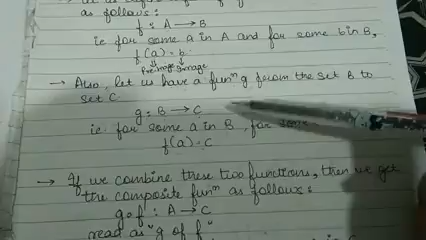 as follows:
f : A → B
ie for some a in A and for some b in B,
f(a) = b
Pre-image image
→ Also, let us have a funⁿ g from the set B to
set C.
g : B → C
ie. for some a in B, for some
f(a) = C
→ If we combine these two functions, then we get
the composite funⁿ as follows:
gof : A → C
read as "g of f"